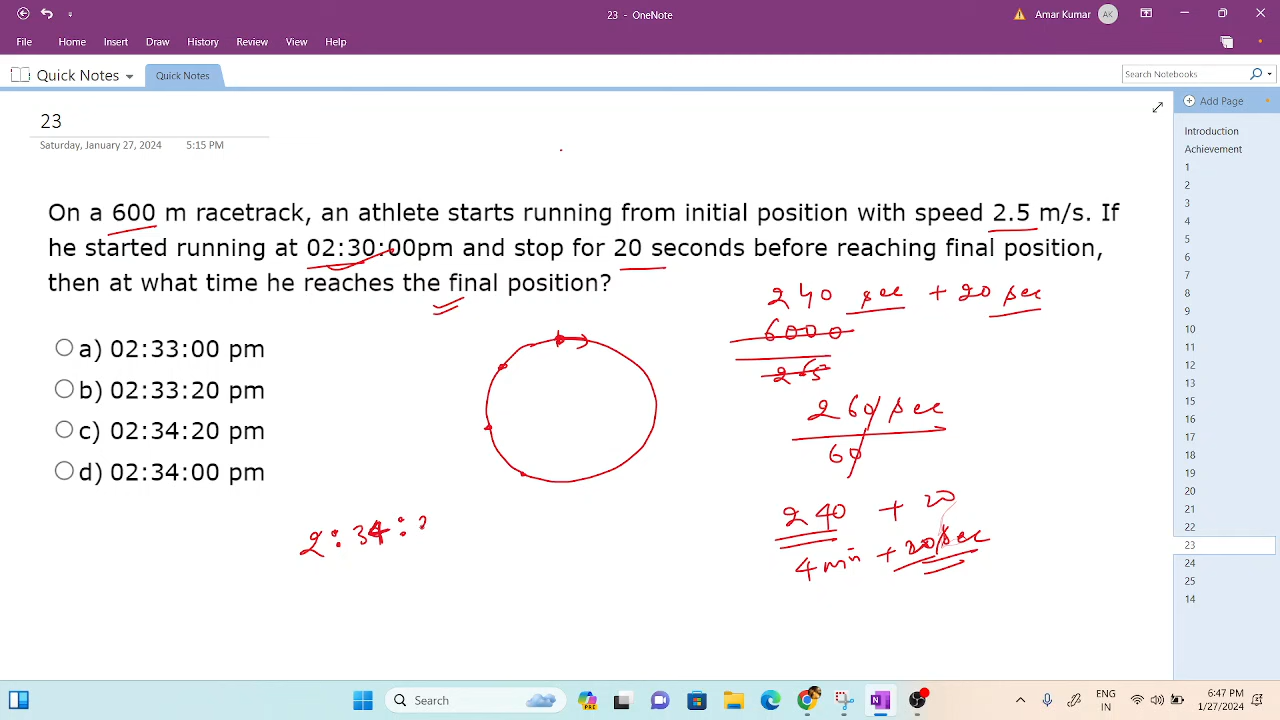 23 - OneNote
Amar Kumar AK
File Home Insert Draw History Review View Help
Quick Notes Quick Notes Search Notebooks
23
Saturday, January 27, 2024 5:15 PM
Add Page
Introduction
Achievement
1
2
3
4
5
6
7
8
9
10
11
12
13
14
15
16
17
18
19
20
21
22
23
24
25
14
On a 600 m racetrack, an athlete starts running from initial position with speed 2.5 m/s. If
he started running at 02:30:00pm and stop for 20 seconds before reaching final position,
then at what time he reaches the final position?
a) 02:33:00 pm
b) 02:33:20 pm
c) 02:34:20 pm
d) 02:34:00 pm
240 sec + 20 sec
6000
25
260 sec
60
240 + 20
4 min + 20 sec
2:34:
Search
ENG
IN
6:47 PM
1/27/2024